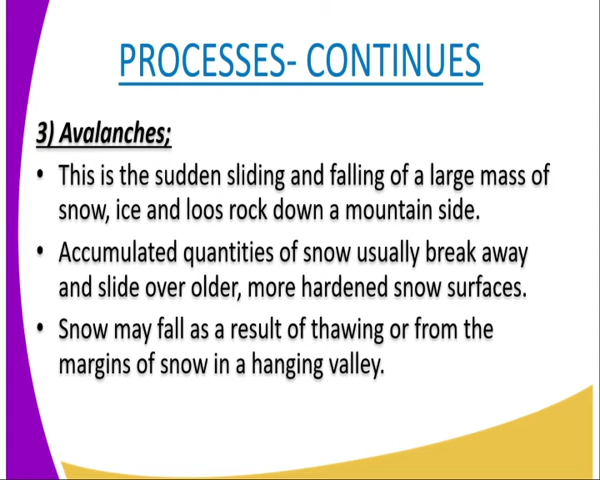 PROCESSES- CONTINUES
3) Avalanches;
• This is the sudden sliding and falling of a large mass of
snow, ice and loos rock down a mountain side.
• Accumulated quantities of snow usually break away
and slide over older, more hardened snow surfaces.
• Snow may fall as a result of thawing or from the
margins of snow in a hanging valley.